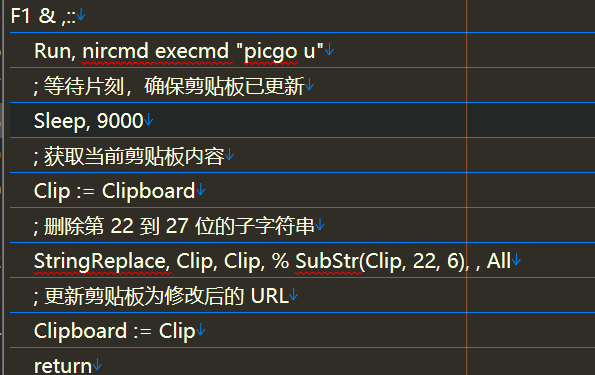 F1 & ,::
Run, nircmd execmd "picgo u"
; 等待片刻，确保剪贴板已更新
Sleep, 9000
; 获取当前剪贴板内容
Clip := Clipboard
; 删除第 22 到 27 位的子字符串
StringReplace, Clip, Clip, % SubStr(Clip, 22, 6), , All
; 更新剪贴板为修改后的 URL
Clipboard := Clip
return